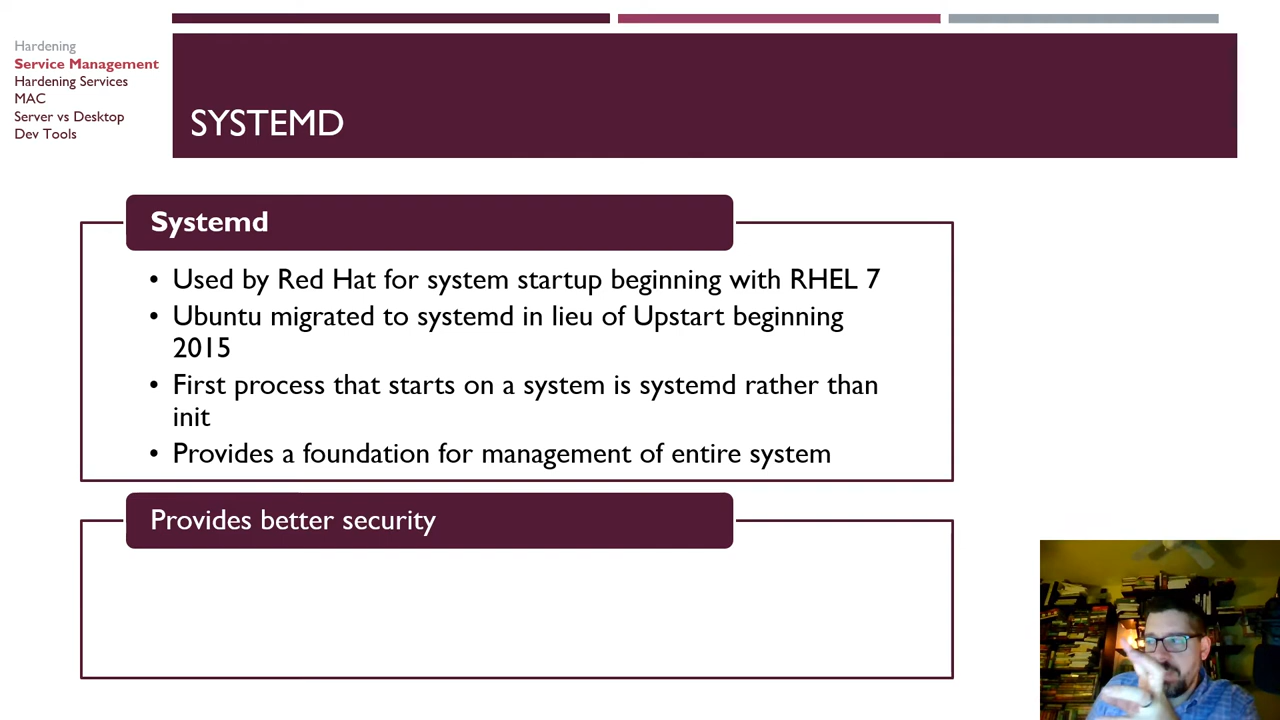 Hardening
Service Management
Hardening Services
MAC
Server vs Desktop
Dev Tools
SYSTEMD
Systemd
• Used by Red Hat for system startup beginning with RHEL 7
• Ubuntu migrated to systemd in lieu of Upstart beginning
2015
• First process that starts on a system is systemd rather than
init
• Provides a foundation for management of entire system
Provides better security